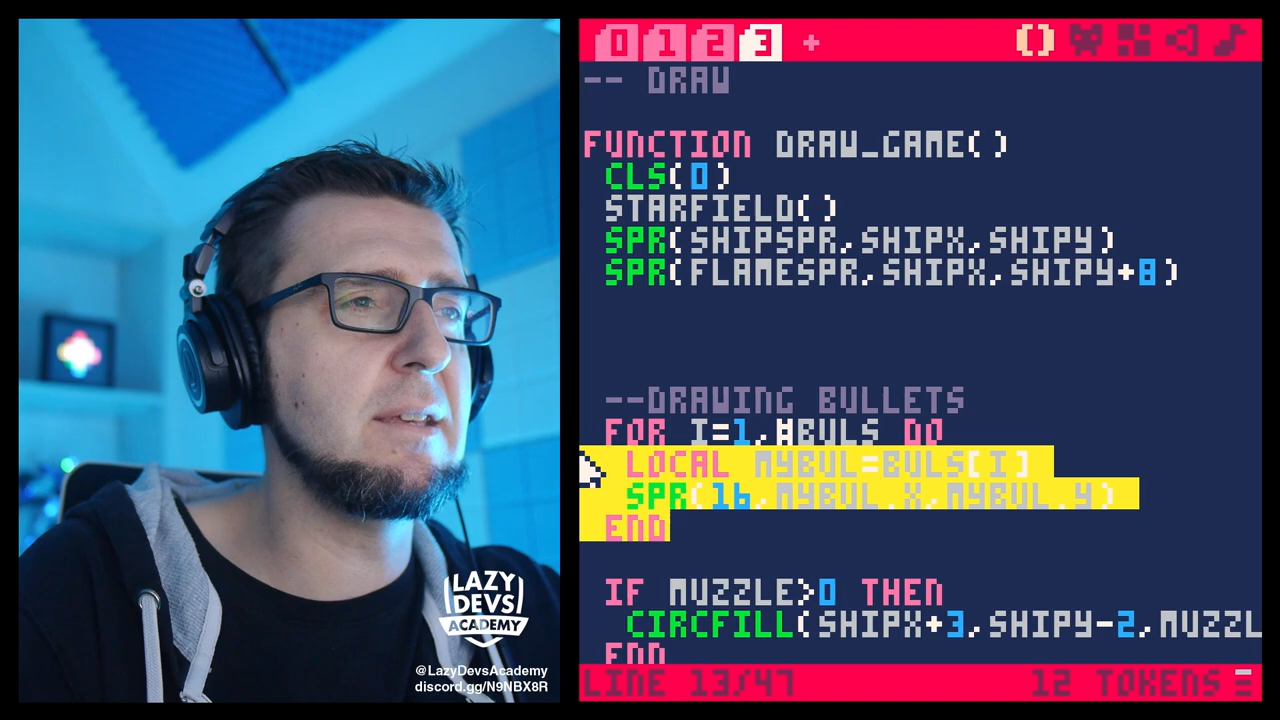 0 1 2 3 +
-- DRAW
FUNCTION DRAW_GAME()
CLS(0)
STARFIELD()
SPR(SHIPSPR,SHIPX,SHIPY)
SPR(FLAMESPR,SHIPX,SHIPY+8)
--DRAWING BULLETS
FOR I=1,#BULS DO
LOCAL MYBUL=BULS[I]
SPR(16,MYBUL.X,MYBUL.Y)
END
IF MUZZLE>0 THEN
CIRCFILL(SHIPX+3,SHIPY-2,MUZZL
END
LINE 13/47 12 TOKENS
LAZY
DEVS
ACADEMY
@LazyDevsAcademy
discord.gg/N9NBX8R